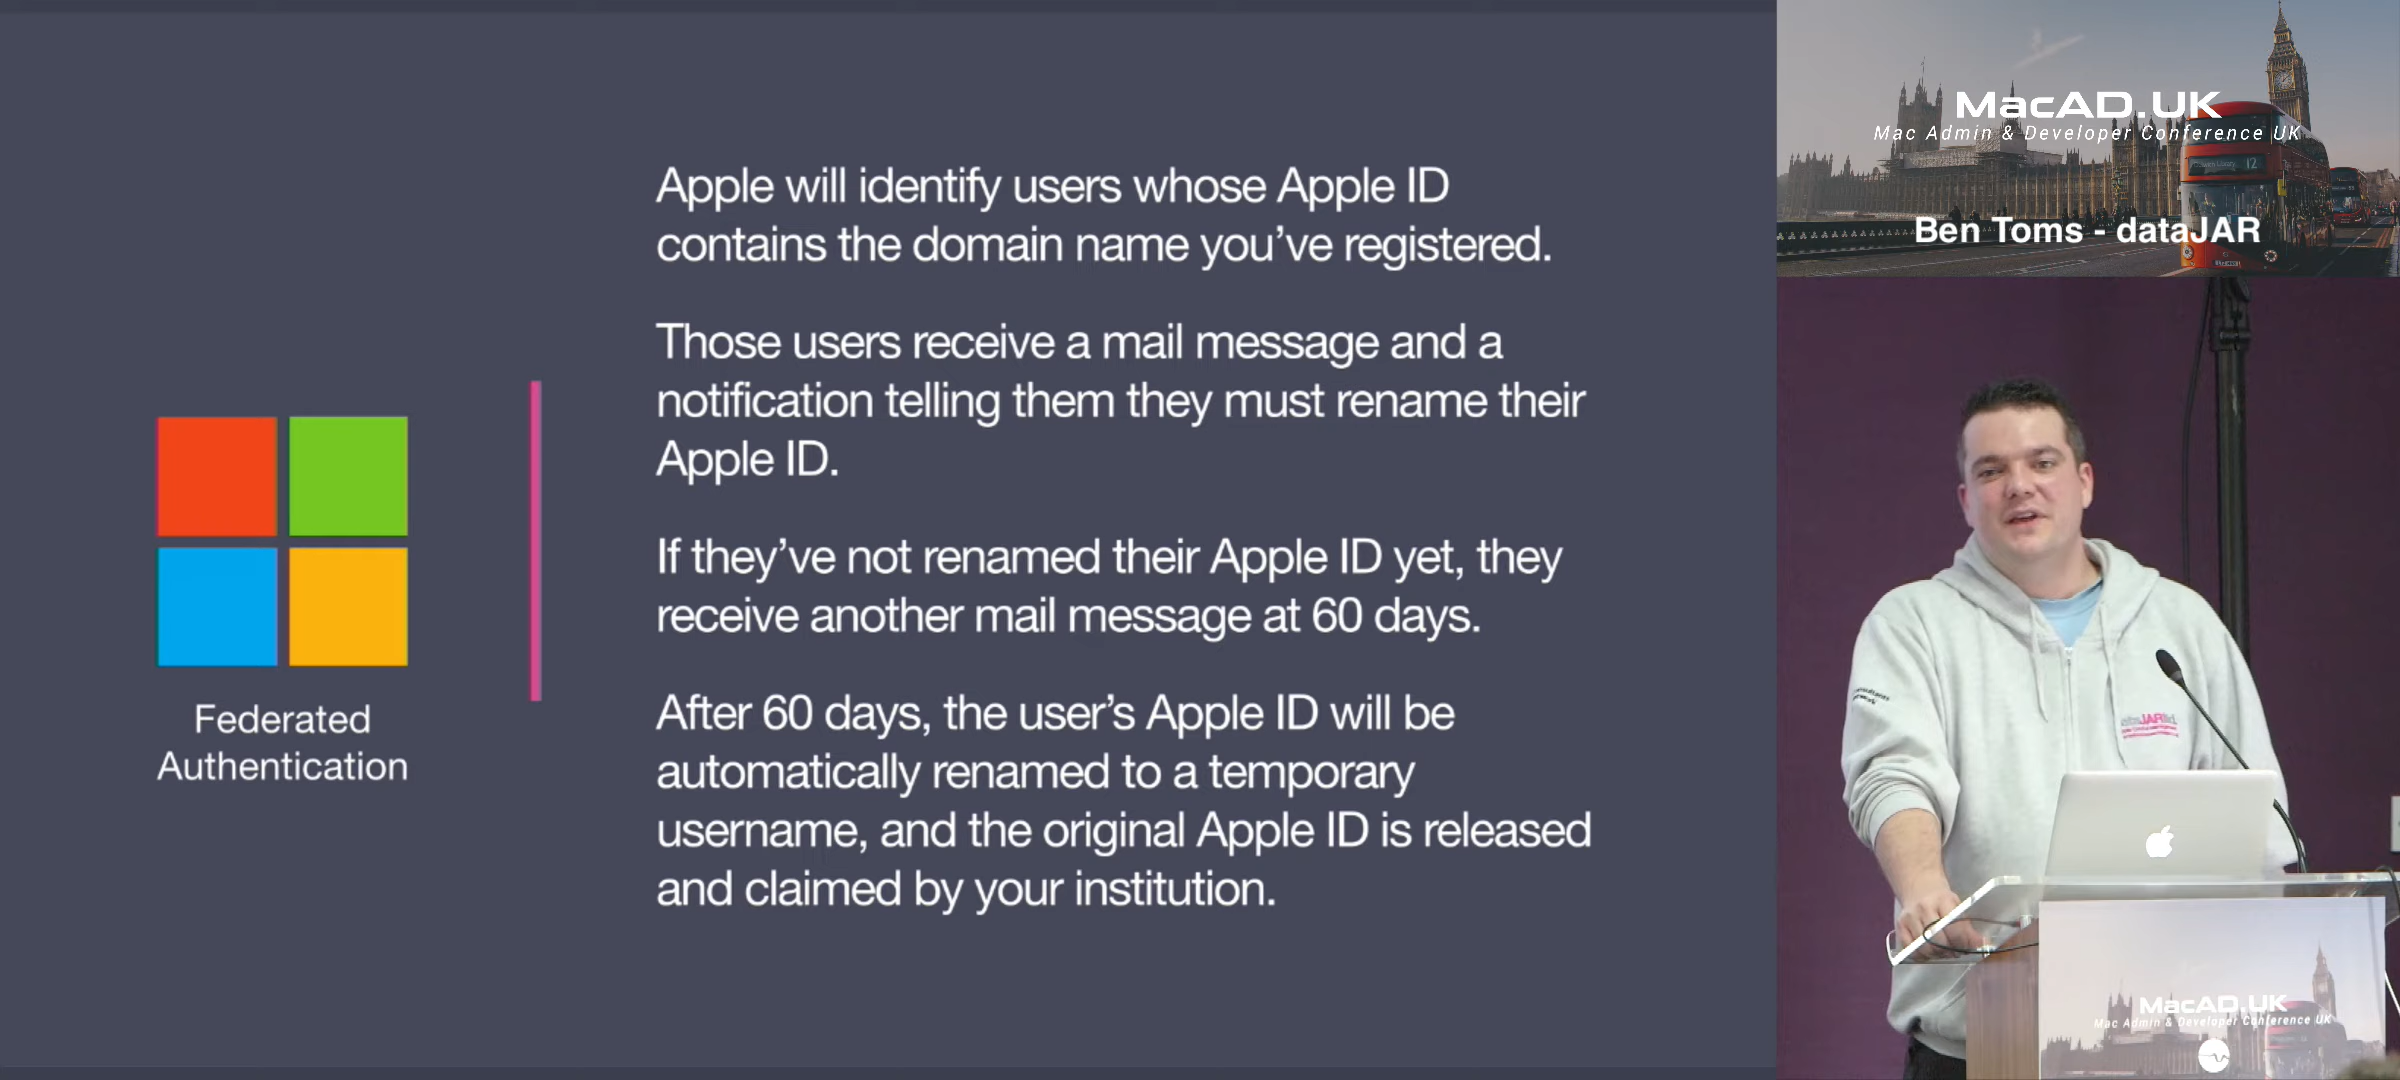 Apple will identify users whose Apple ID
contains the domain name you’ve registered.
Those users receive a mail message and a
notification telling them they must rename their
Apple ID.
If they’ve not renamed their Apple ID yet, they
receive another mail message at 60 days.
After 60 days, the user’s Apple ID will be
automatically renamed to a temporary
username, and the original Apple ID is released
and claimed by your institution.
Federated
Authentication
MacAD.UK
Mac Admin & Developer Conference UK
12
Ben Toms - dataJAR
MacAD.UK
Mac Admin & Developer Conference UK